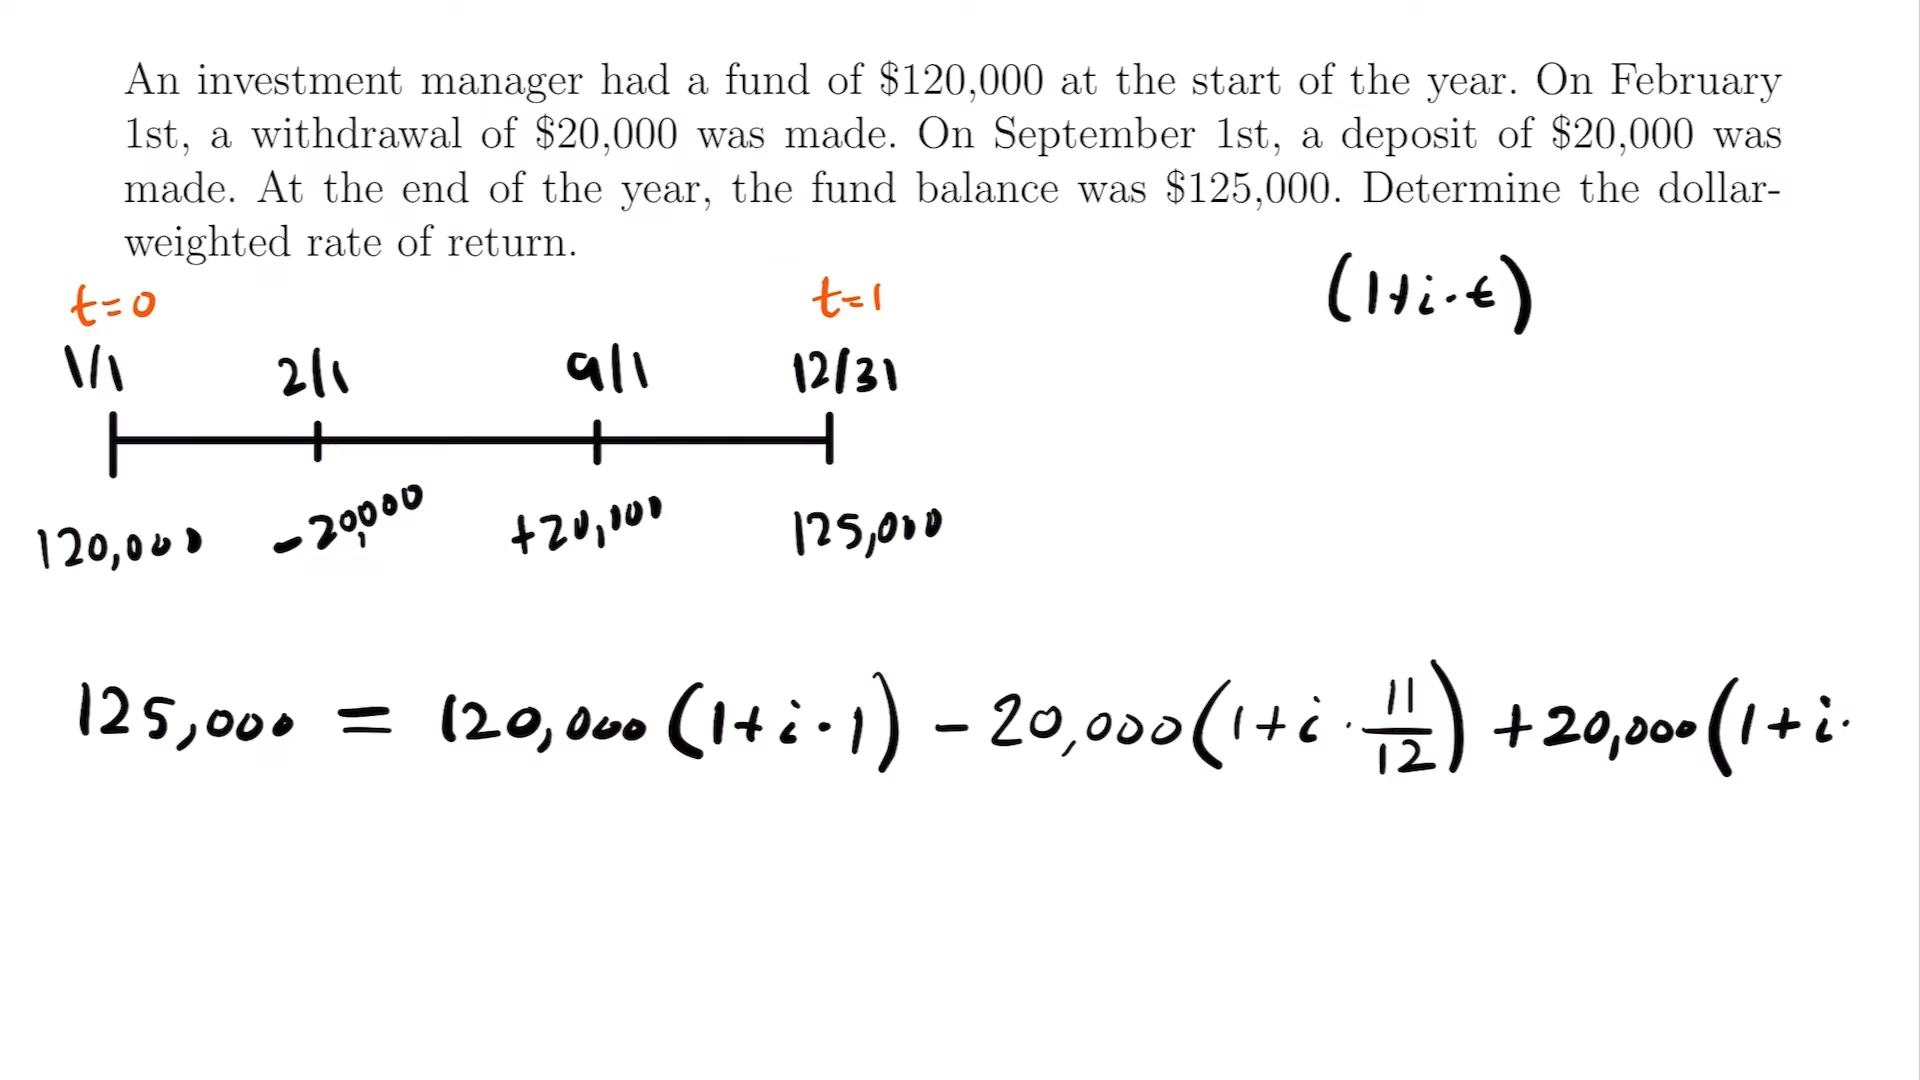 An investment manager had a fund of $120,000 at the start of the year. On February
1st, a withdrawal of $20,000 was made. On September 1st, a deposit of $20,000 was
made. At the end of the year, the fund balance was $125,000. Determine the dollar-
weighted rate of return.
(1+i·t)
t=0 t=1
1/1 2/1 9/1 12/31
120,000 -20,000 +20,000 125,000
125,000 = 120,000 (1+i·1) - 20,000 (1+i·11/12) + 20,000 (1+i·